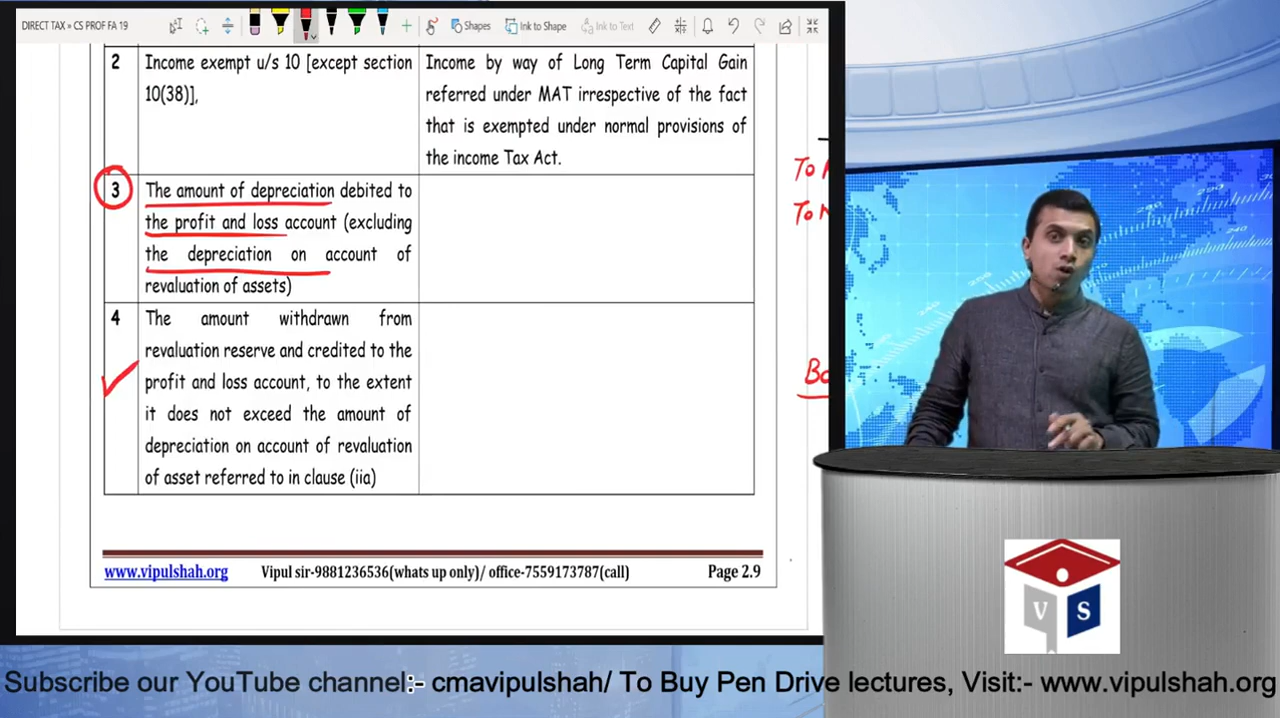 DIRECT TAX » CS PROF FA 19
Shapes
Ink to Shape
Ink to Text
2
Income exempt u/s 10 [except section
10(38)],
Income by way of Long Term Capital Gain
referred under MAT irrespective of the fact
that is exempted under normal provisions of
the income Tax Act.
3
The amount of depreciation debited to
the profit and loss account (excluding
the depreciation on account of
revaluation of assets)
4
The amount withdrawn from
revaluation reserve and credited to the
profit and loss account, to the extent
it does not exceed the amount of
depreciation on account of revaluation
of asset referred to in clause (iia)
To
To
www.vipulshah.org Vipul sir-9881236536(whats up only)/ office-7559173787(call) Page 2.9
V S
Subscribe our YouTube channel:- cmavipulshah/ To Buy Pen Drive lectures, Visit:- www.vipulshah.org